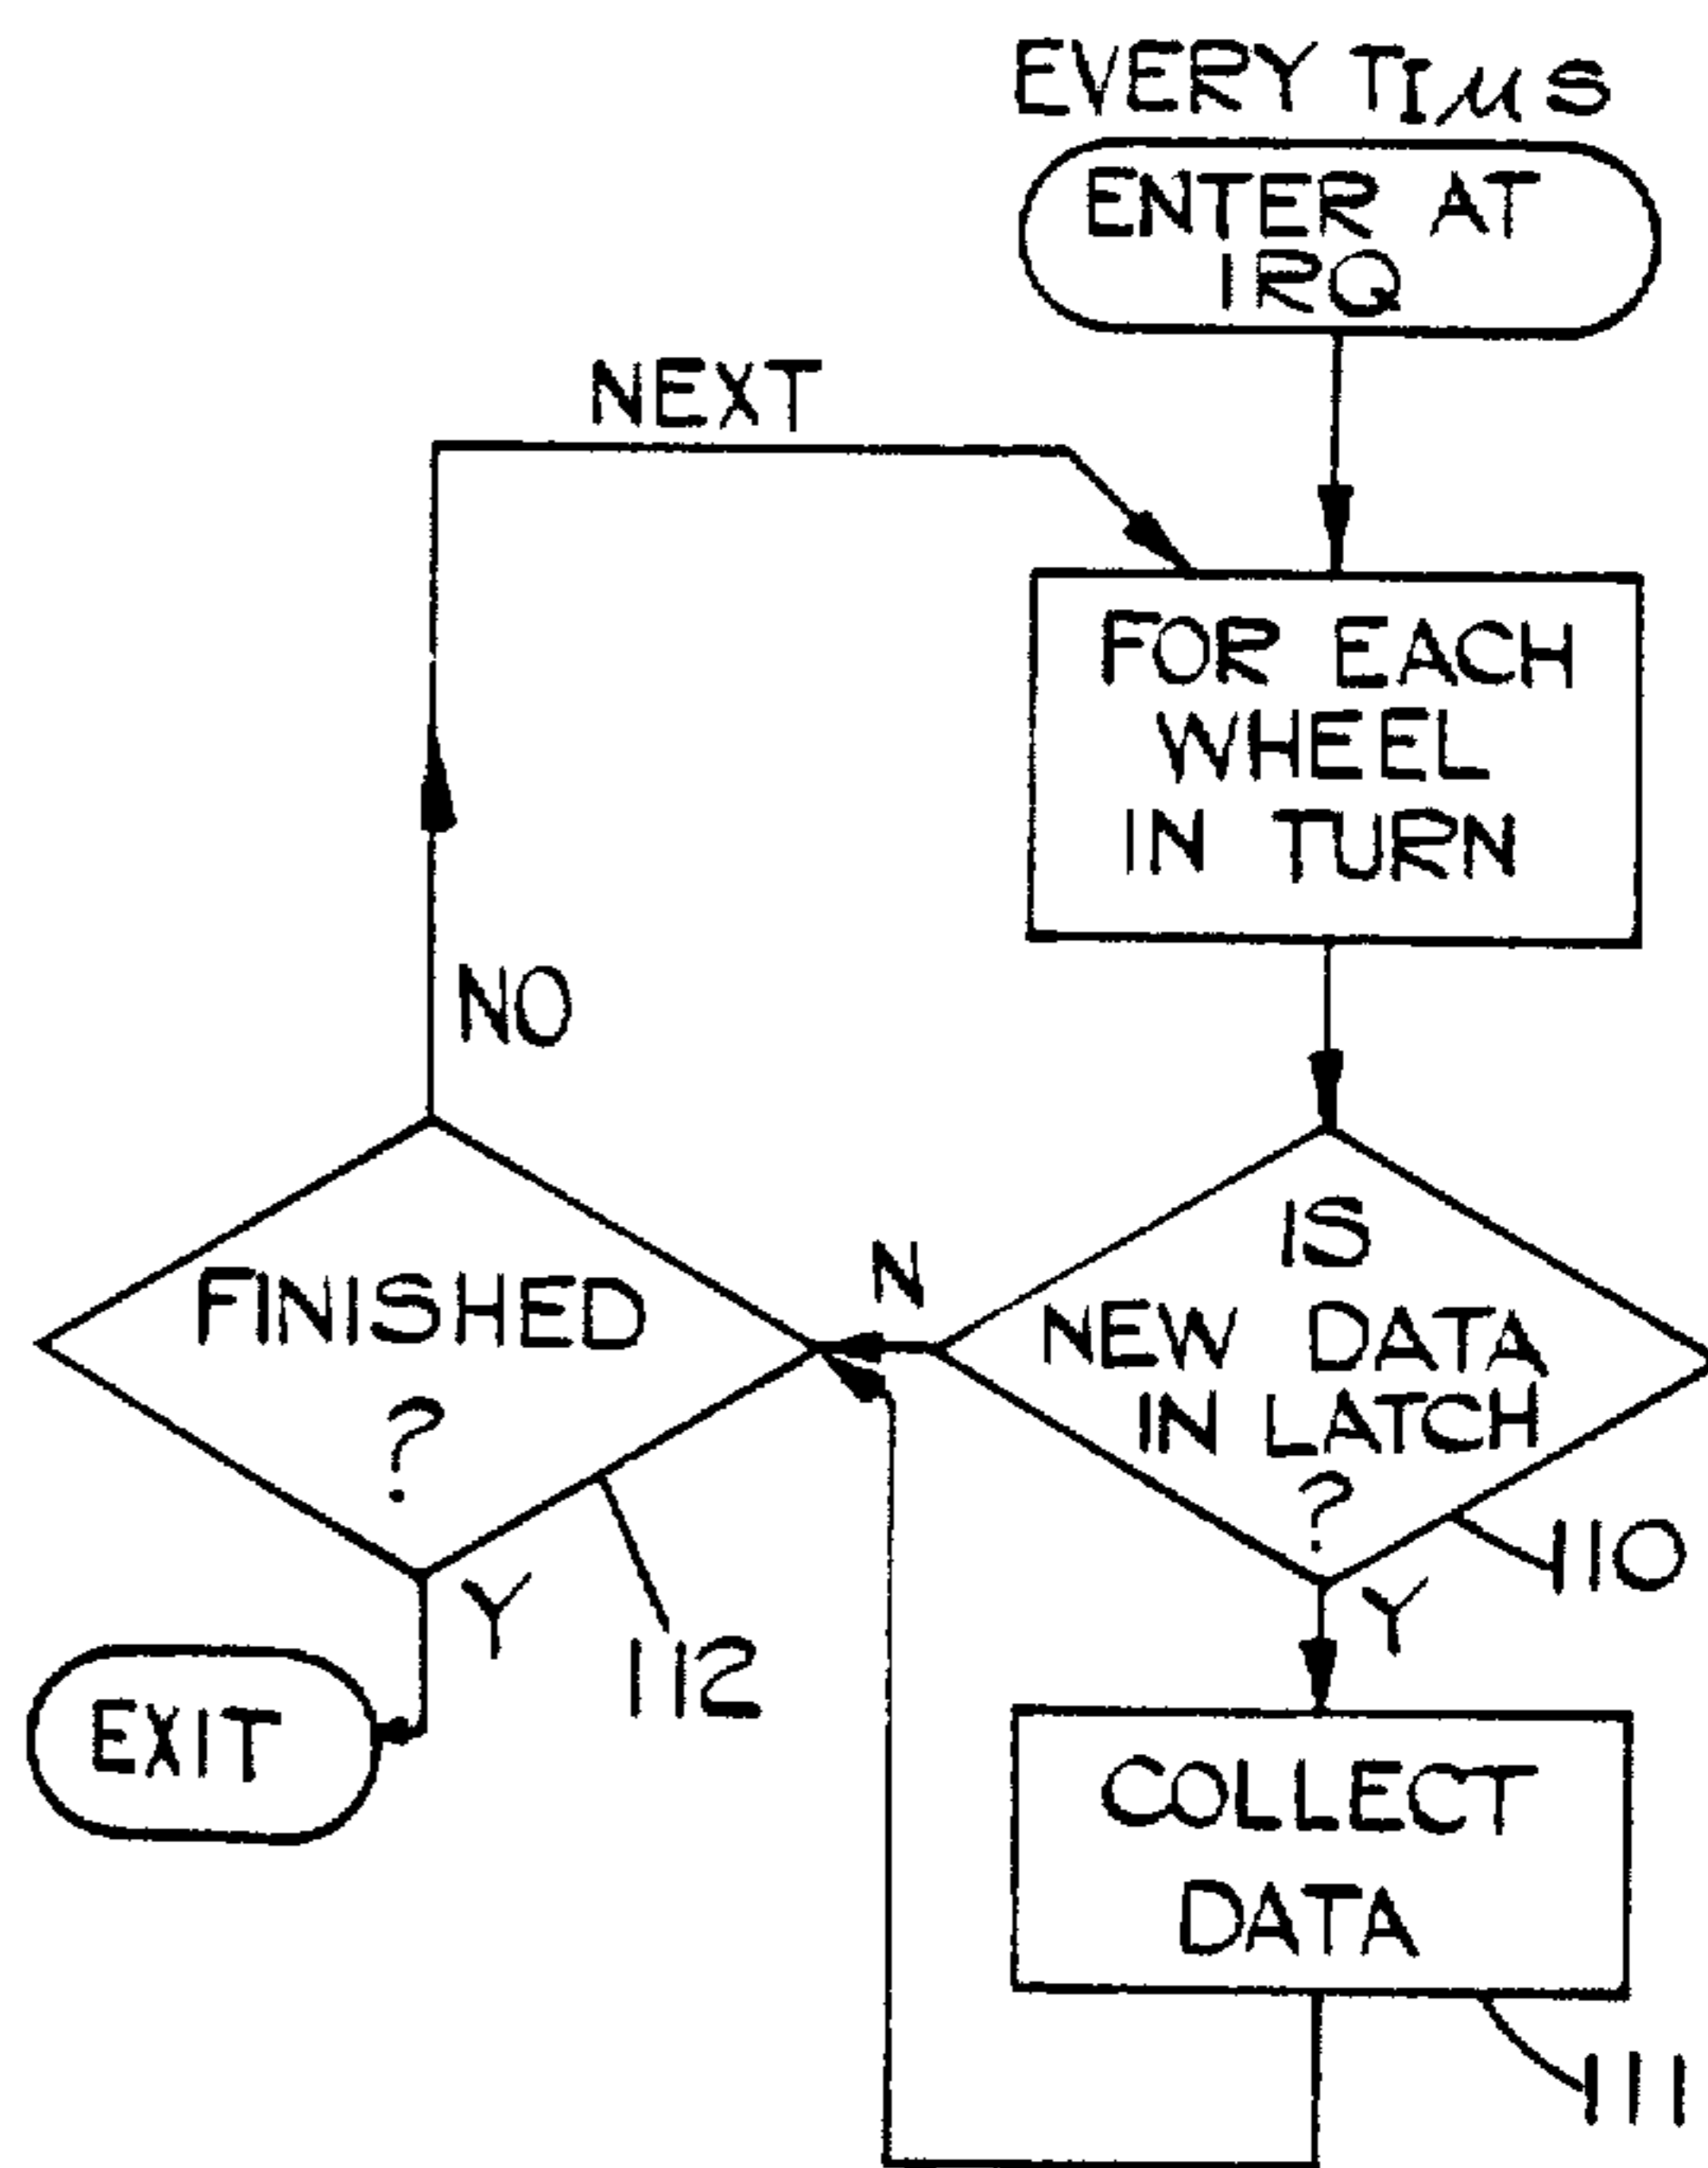 EVERY TIμS
ENTER AT
IRQ
NEXT
FOR EACH
WHEEL
IN TURN
NO
IS
NEW DATA
IN LATCH
?
N
FINISHED
?
110
Y
Y
112
EXIT
COLLECT
DATA
111